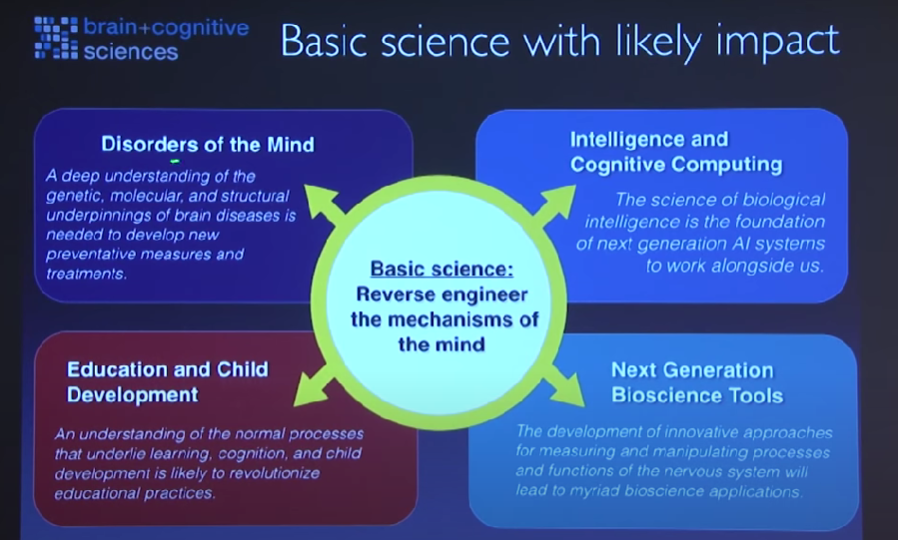 brain+cognitive
sciences
Basic science with likely impact
Disorders of the Mind
A deep understanding of the
genetic, molecular, and structural
underpinnings of brain diseases is
needed to develop new
preventative measures and
treatments.
Intelligence and
Cognitive Computing
The science of biological
intelligence is the foundation
of next generation AI systems
to work alongside us.
Basic science:
Reverse engineer
the mechanisms of
the mind
Education and Child
Development
An understanding of the normal processes
that underlie learning, cognition, and child
development is likely to revolutionize
educational practices.
Next Generation
Bioscience Tools
The development of innovative approaches
for measuring and manipulating processes
and functions of the nervous system will
lead to myriad bioscience applications.